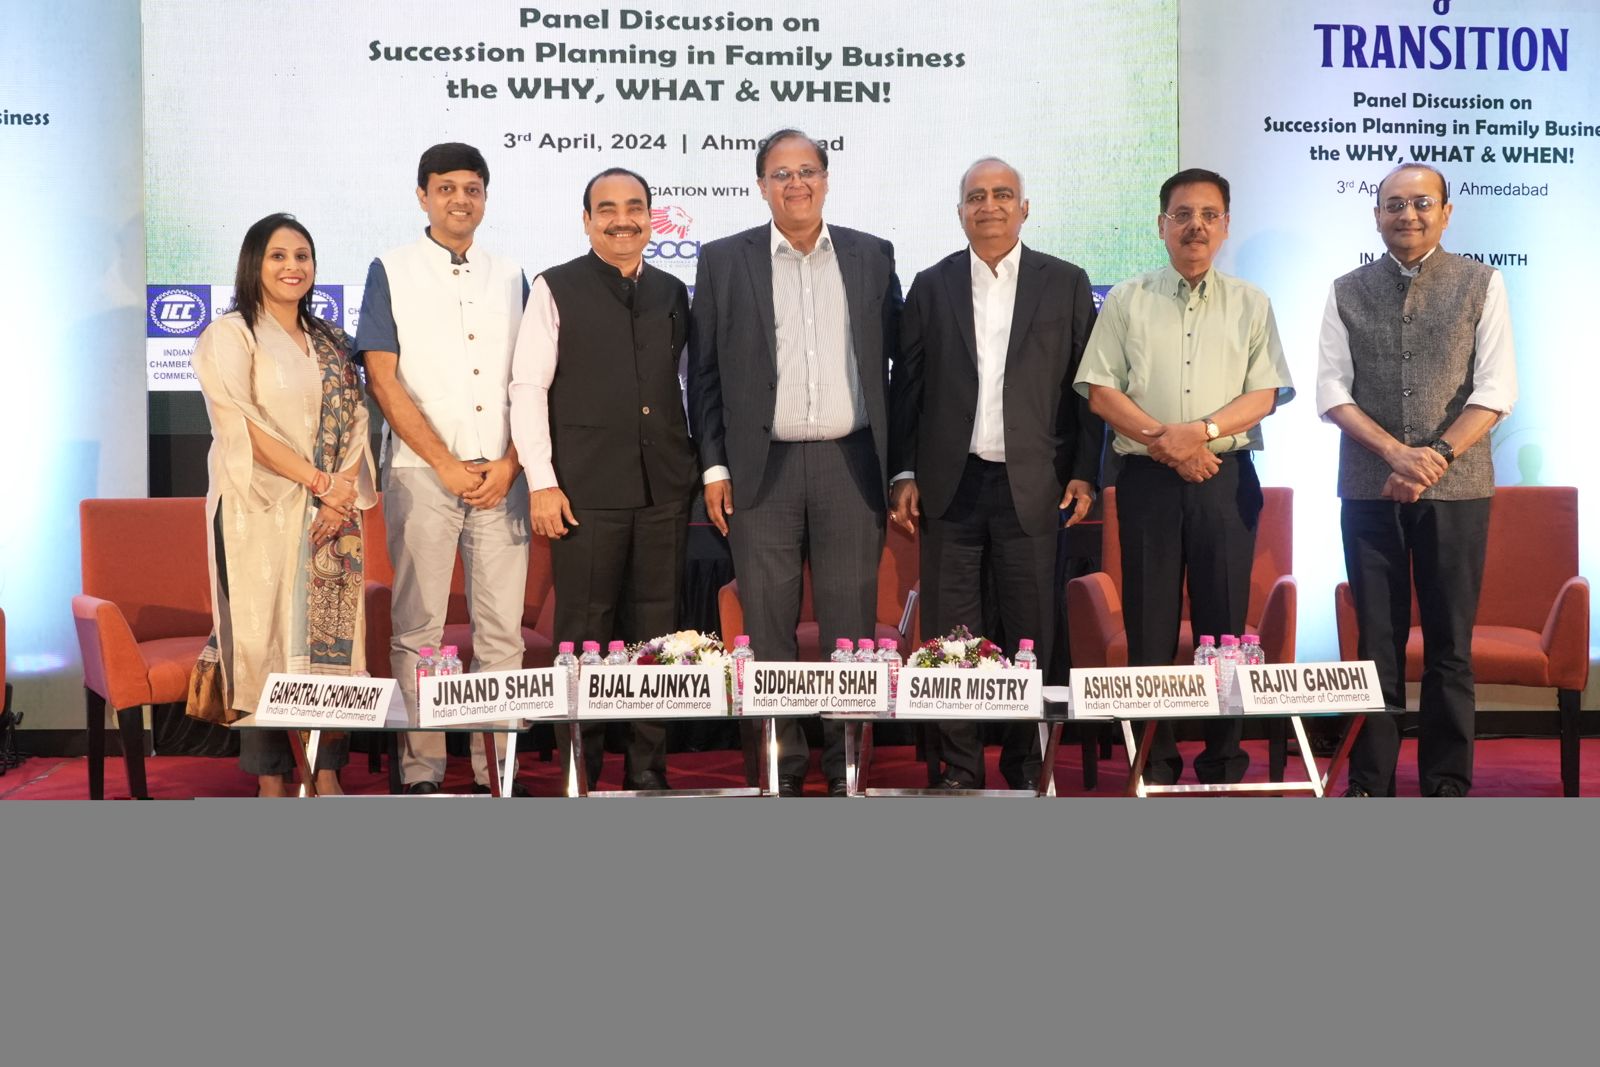 Panel Discussion on
Succession Planning in Family Business
the WHY, WHAT & WHEN!
3rd April, 2024 | Ahme
ad
CIATION WITH
GCCI
siness
TRANSITION
Panel Discussion on
Succession Planning in Family Busine
the WHY, WHAT & WHEN!
3rd Ap
| Ahmedabad
IN A
ION WITH
ICC
INDIAN
CHAMBER
COMMERC
GANPATRAJ CHOWDHARY
Indian Chamber of Commerce
JINAND SHAH
Indian Chamber of Commerce
BIJAL AJINKYA
Indian Chamber of Commerce
SIDDHARTH SHAH
Indian Chamber of Commerce
SAMIR MISTRY
Indian Chamber of Commerce
ASHISH SOPARKAR
Indian Chamber of Commerce
RAJIV GANDHI
Indian Chamber of Commerce